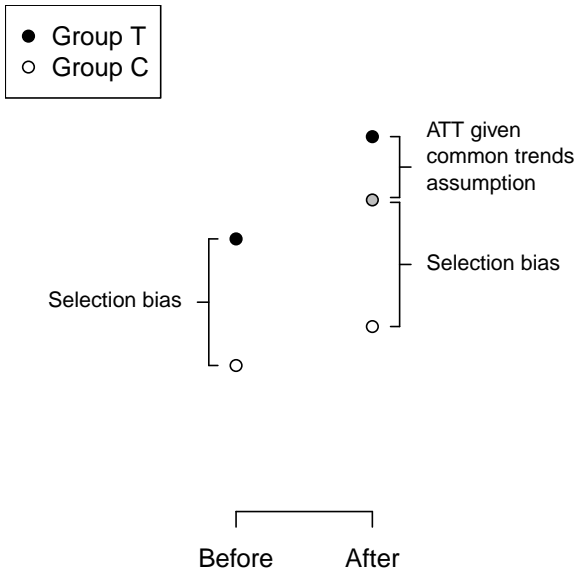 Group T
Group C
ATT given
common trends
assumption
Selection bias
Selection bias
Before
After